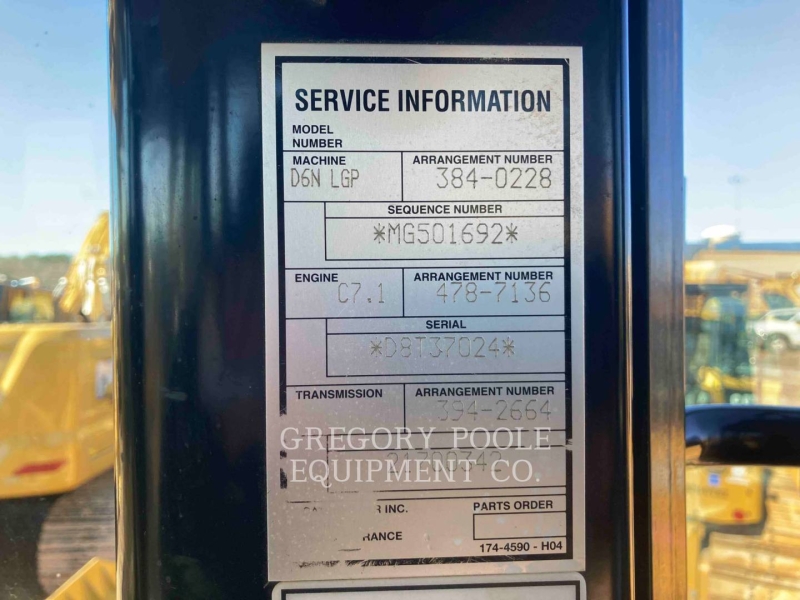 SERVICE INFORMATION
MODEL
NUMBER
MACHINE ARRANGEMENT NUMBER
D6N LGP 384-0228
SEQUENCE NUMBER
*MG501692*
ENGINE ARRANGEMENT NUMBER
C7.1 478-7136
SERIAL
*D8T37024*
TRANSMISSION ARRANGEMENT NUMBER
394-2664
GREGORY POOLE
EQUIPMENT CO.
INC. PARTS ORDER
174-4590 - H04